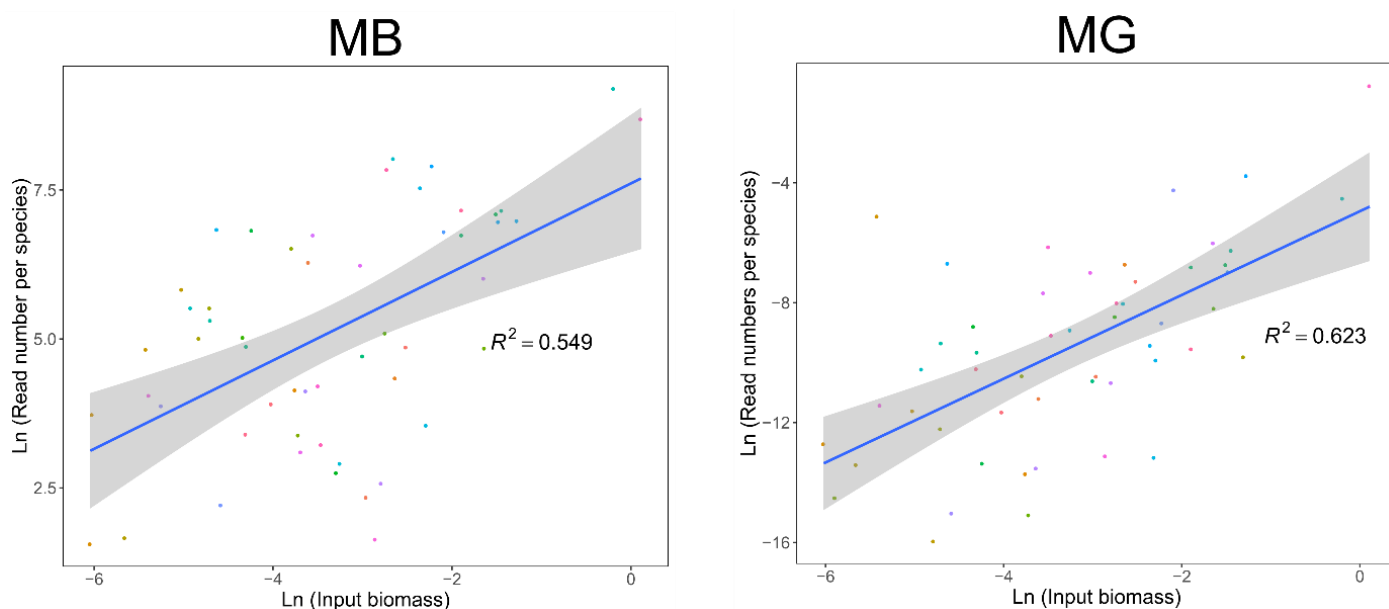 MB
7.5
5.0
2.5
Ln (Read number per species)
R² = 0.549
−6
−4
−2
0
Ln (Input biomass)
MG
−4
−8
−12
−16
Ln (Read numbers per species)
R² = 0.623
−6
−4
−2
0
Ln (Input biomass)